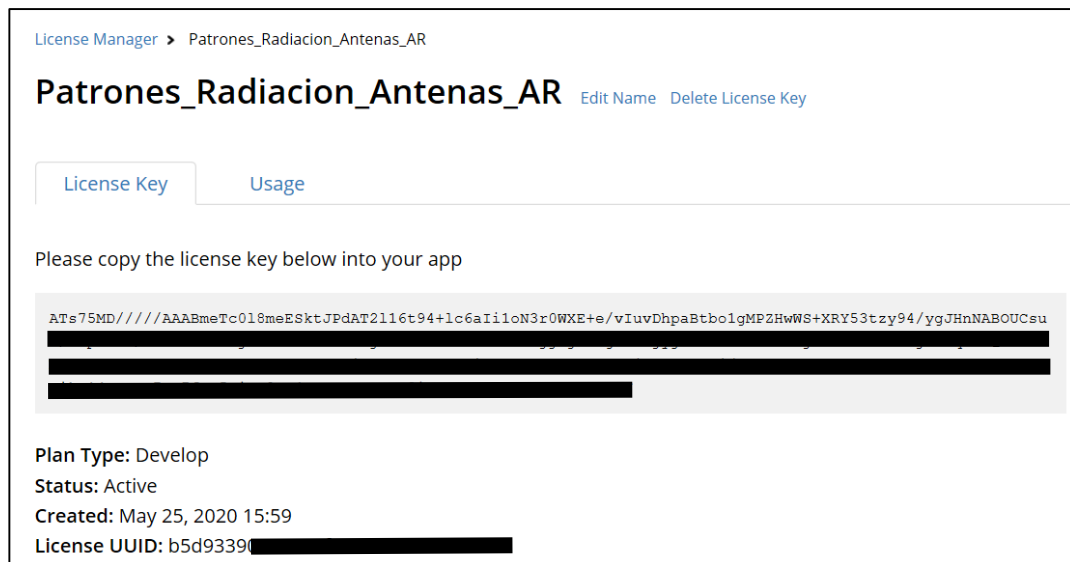 License Manager > Patrones_Radiacion_Antenas_AR
Patrones_Radiacion_Antenas_AR Edit Name Delete License Key
License Key Usage
Please copy the license key below into your app
ATs75MD/////AAABmeTc0l8meESktJPdAT2l16t94+lc6aIi1oN3r0WXE+e/vIuvDhpaBtbo1gMPZHwWS+XRY53tzy94/ygJHnNABOUCsu
Plan Type: Develop
Status: Active
Created: May 25, 2020 15:59
License UUID: b5d93390